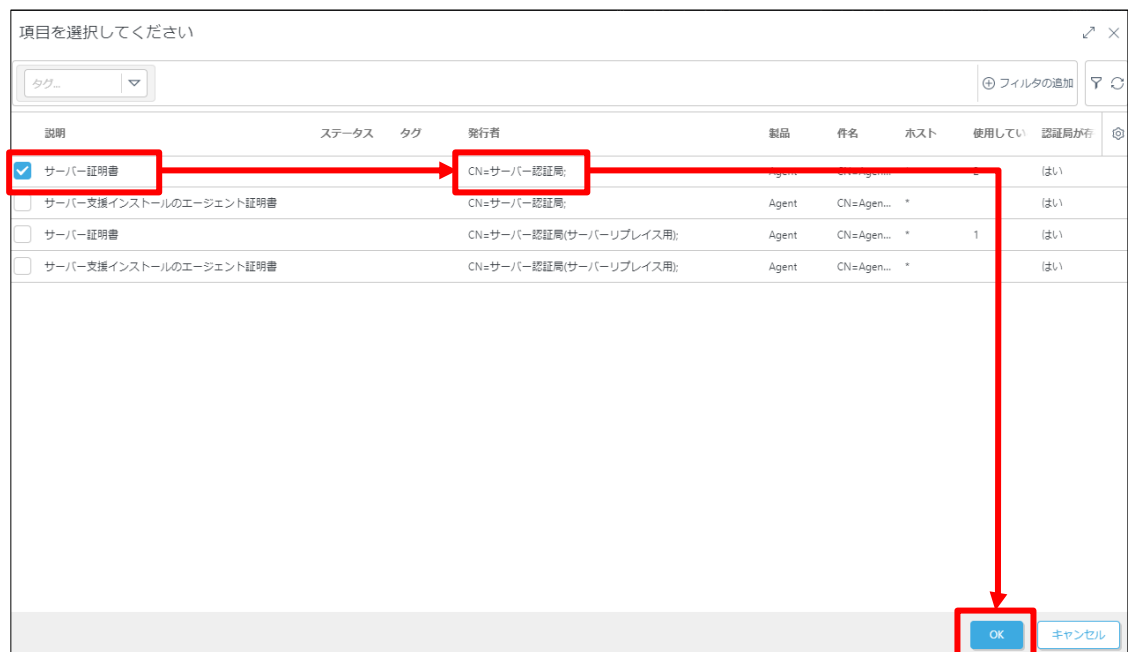 項目を選択してください
タグ...
フィルタの追加
説明 ステータス タグ 発行者 製品 件名 ホスト 使用してい 認証局が存
サーバー証明書 CN=サーバー認証局; はい
サーバー支援インストールのエージェント証明書 CN=サーバー認証局; Agent CN=Agen... * はい
サーバー証明書 CN=サーバー認証局(サーバーリプレイス用); Agent CN=Agen... * 1 はい
サーバー支援インストールのエージェント証明書 CN=サーバー認証局(サーバーリプレイス用); Agent CN=Agen... * はい
OK キャンセル